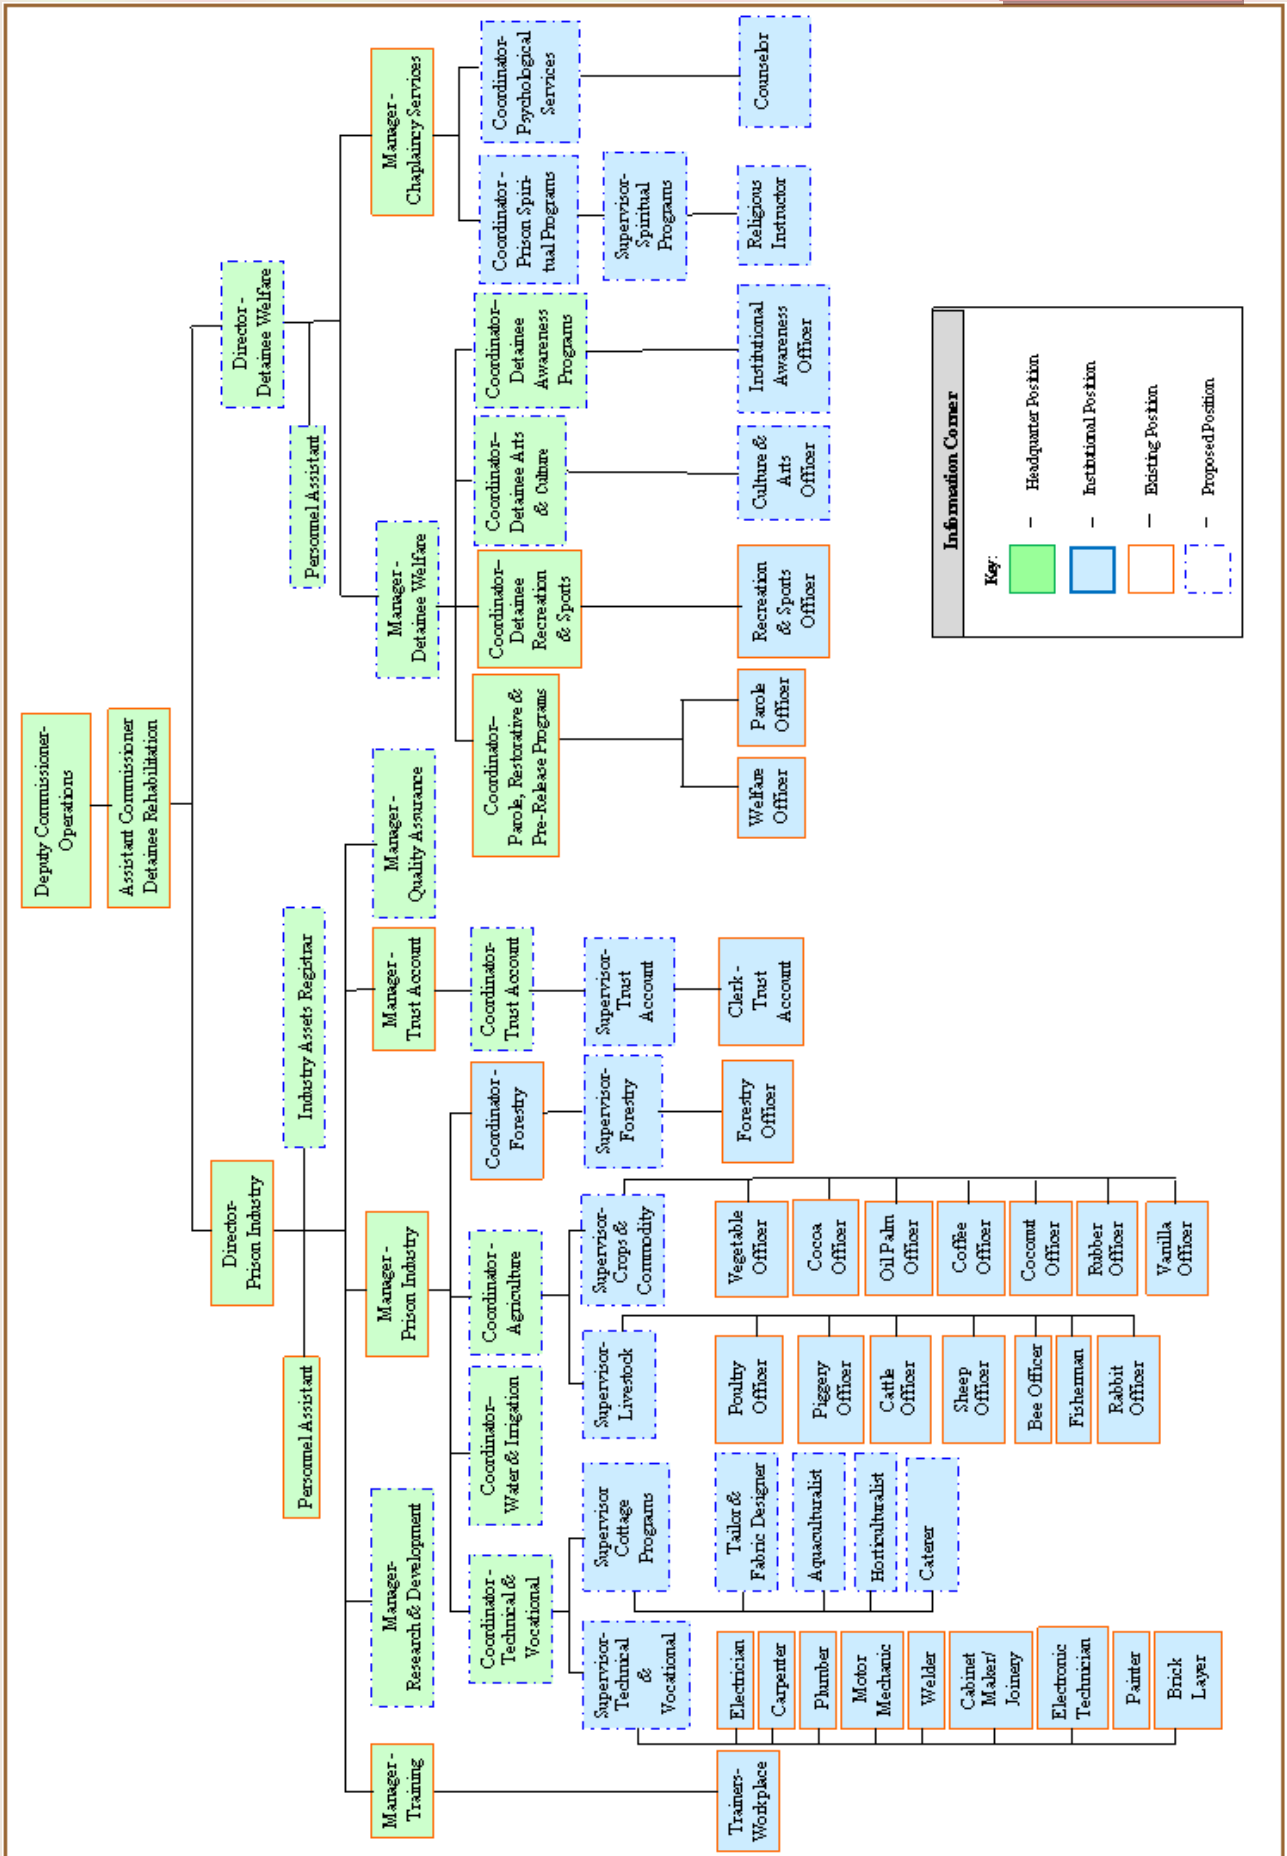 Deputy Commissioner-
Operations
Assistant Commissioner
Detainee Rehabilitation
Director-
Prison Industry
Director -
Detainee Welfare
Personnel Assistant
Industry Assets Registrar
Personnel Assistant
Manager-
Training
Manager-
Research & Development
Manager -
Prison Industry
Manager -
Trust Account
Manager -
Quality Assurance
Manager -
Detainee Welfare
Manager -
Chaplaincy Services
Coordinator -
Technical &
Vocational
Coordinator–
Water & Irrigation
Coordinator -
Agriculture
Coordinator -
Forestry
Coordinator-
Trust Account
Coordinator–
Parole, Restorative &
Pre-Release Programs
Coordinator–
Detainee
Recreation
& Sports
Coordinator–
Detainee Arts
& Culture
Coordinator–
Detainee
Awareness
Programs
Coordinator -
Prison Spiri-
tual Programs
Coordinator-
Psychological
Services
Supervisor-
Technical
&
Vocational
Supervisor
Cottage
Programs
Supervisor-
Livestock
Supervisor-
Crops &
Commodity
Supervisor-
Forestry
Supervisor-
Trust
Account
Supervisor-
Spiritual
Programs
Trainers-
Workplace
Electrician
Carpenter
Plumber
Motor
Mechanic
Welder
Cabinet
Maker/
Joinery
Electronic
Technician
Painter
Brick
Layer
Tailor &
Fabric Designer
Aquaculturalist
Horticulturalist
Caterer
Poultry
Officer
Piggery
Officer
Cattle
Officer
Sheep
Officer
Bee Officer
Fisherman
Rabbit
Officer
Vegetable
Officer
Cocoa
Officer
Oil Palm
Officer
Coffee
Officer
Coconut
Officer
Rubber
Officer
Vanilla
Officer
Forestry
Officer
Clerk -
Trust
Account
Welfare
Officer
Parole
Officer
Recreation
& Sports
Officer
Culture &
Arts
Officer
Institutional
Awareness
Officer
Religious
Instructor
Counselor
Information Corner
Key:
– Headquarter Position
– Institutional Position
– Existing Position
– Proposed Position